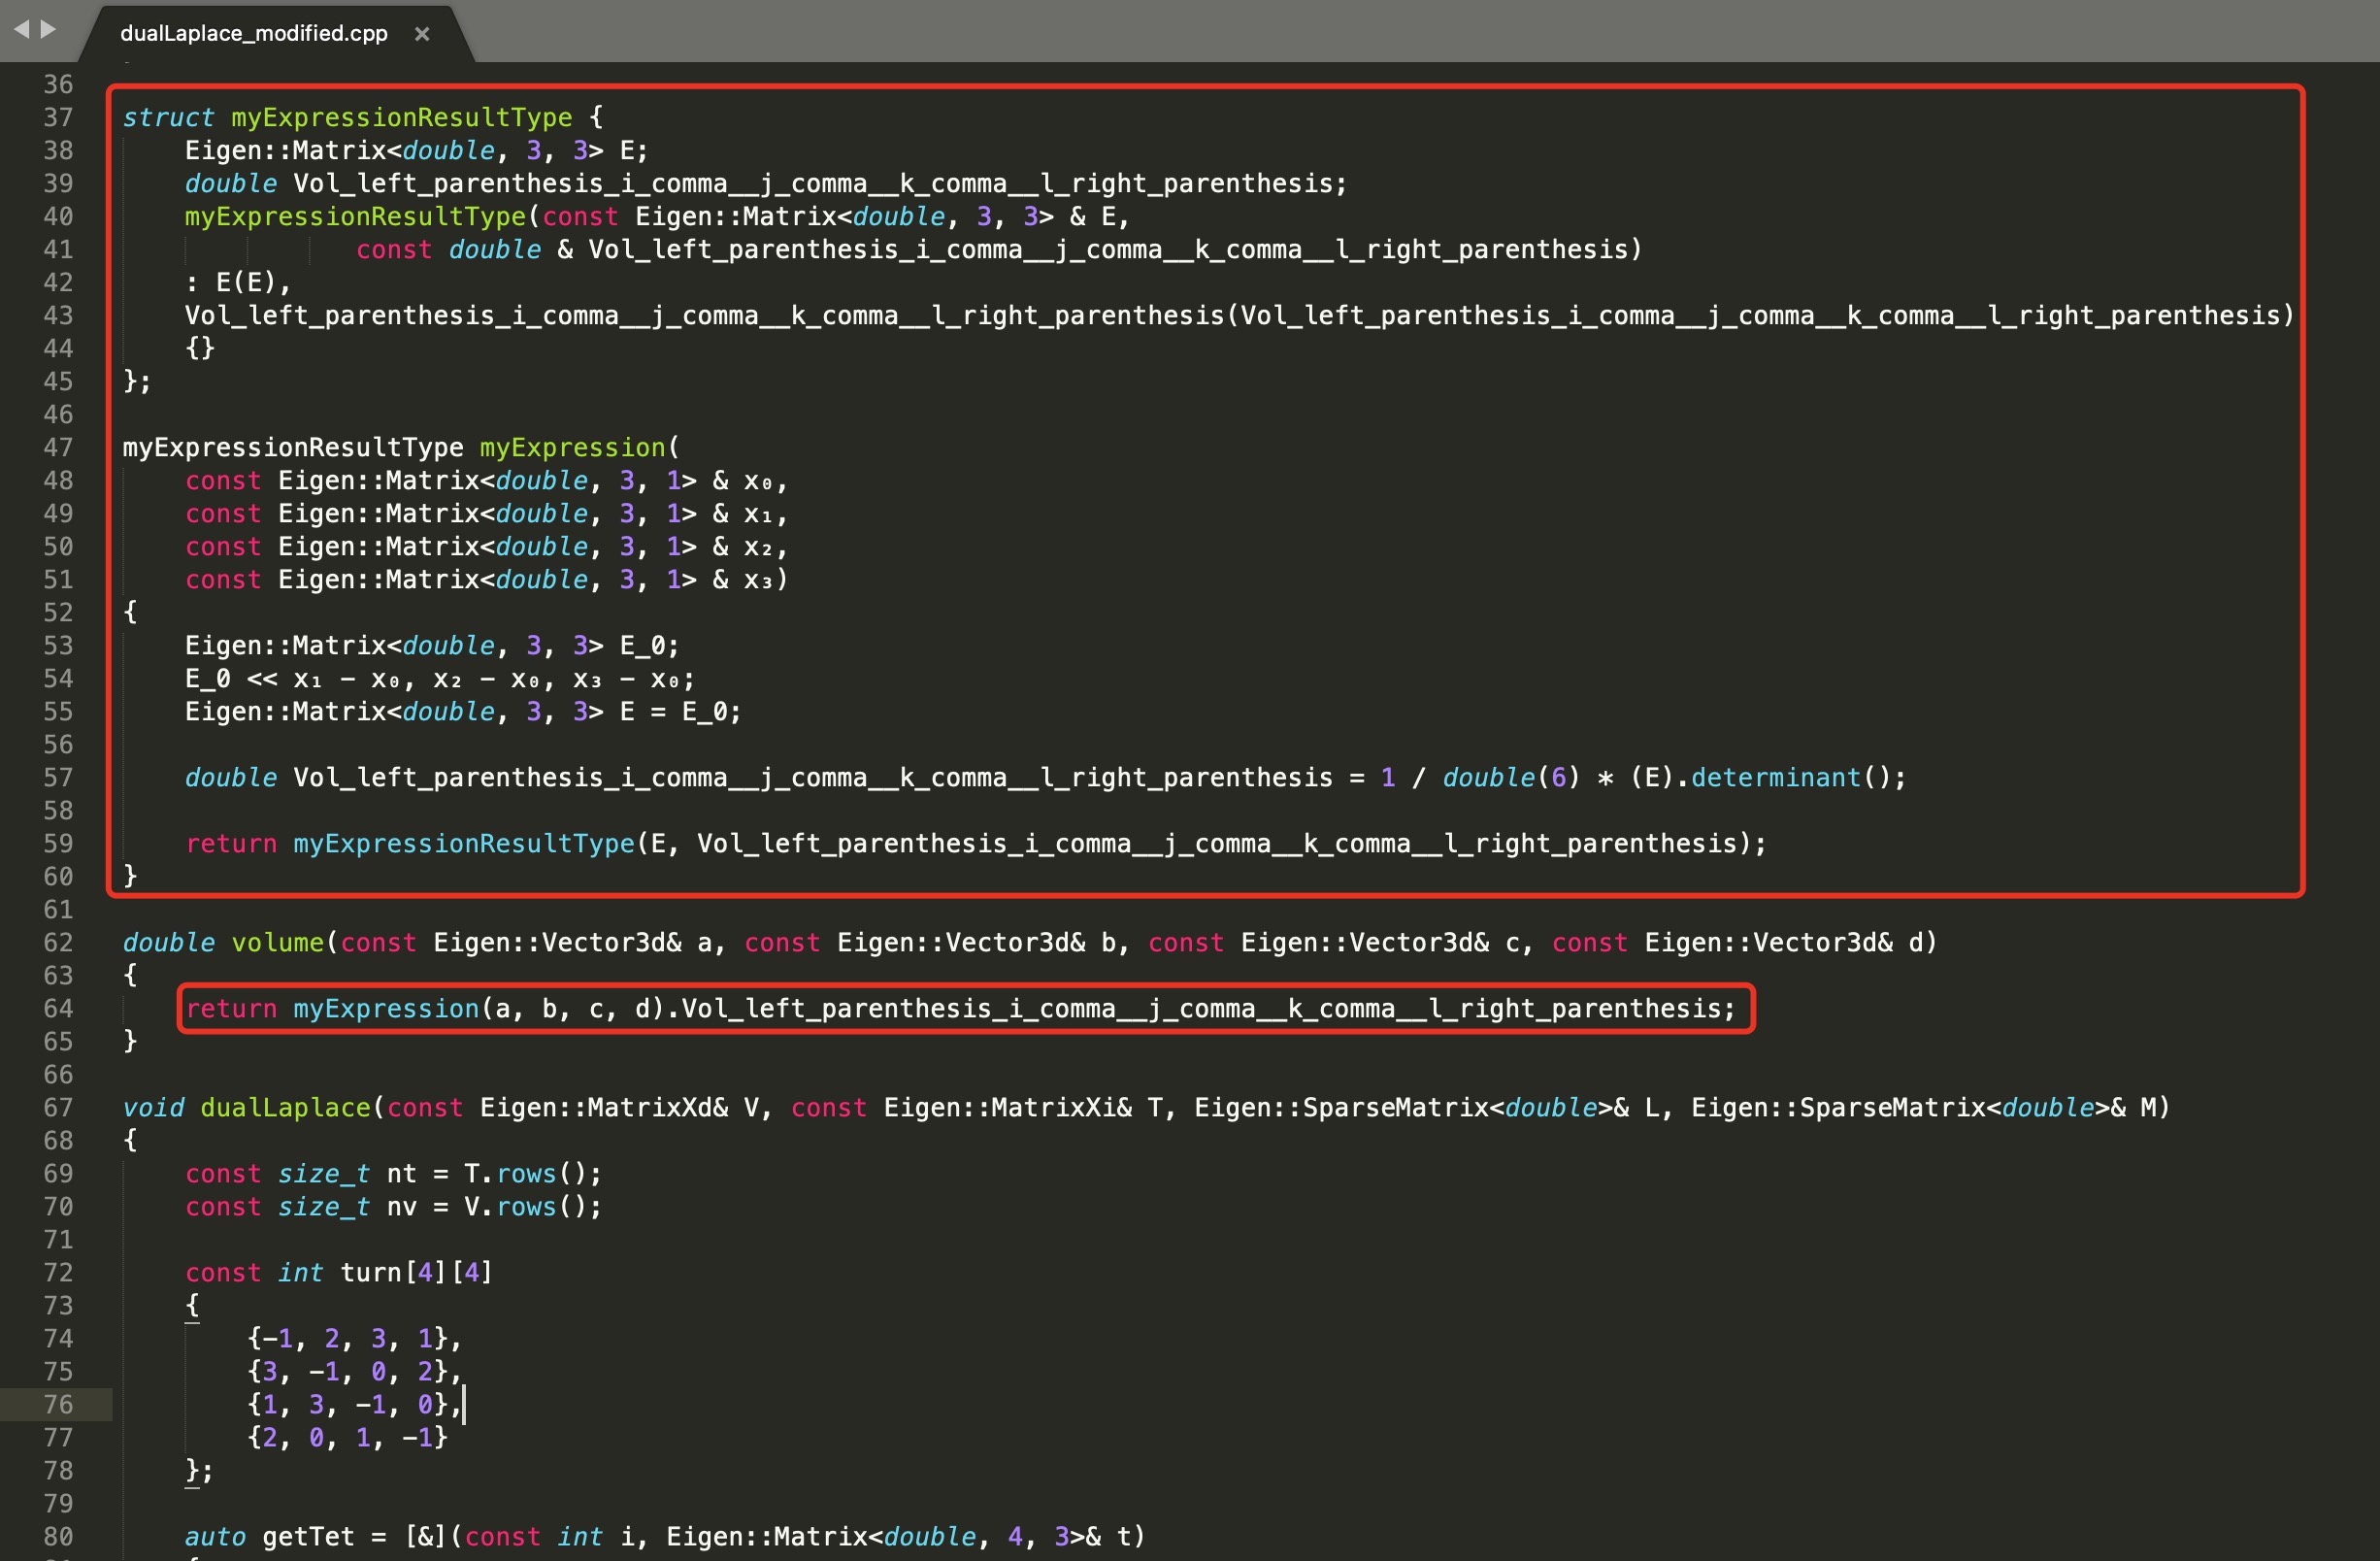 dualLaplace_modified.cpp ×
36
37 struct myExpressionResultType {
38     Eigen::Matrix<double, 3, 3> E;
39     double Vol_left_parenthesis_i_comma__j_comma__k_comma__l_right_parenthesis;
40     myExpressionResultType(const Eigen::Matrix<double, 3, 3> & E,
41                const double & Vol_left_parenthesis_i_comma__j_comma__k_comma__l_right_parenthesis)
42     : E(E),
43     Vol_left_parenthesis_i_comma__j_comma__k_comma__l_right_parenthesis(Vol_left_parenthesis_i_comma__j_comma__k_comma__l_right_parenthesis)
44     {}
45 };
46
47 myExpressionResultType myExpression(
48     const Eigen::Matrix<double, 3, 1> & x₀,
49     const Eigen::Matrix<double, 3, 1> & x₁,
50     const Eigen::Matrix<double, 3, 1> & x₂,
51     const Eigen::Matrix<double, 3, 1> & x₃)
52 {
53     Eigen::Matrix<double, 3, 3> E_0;
54     E_0 << x₁ - x₀, x₂ - x₀, x₃ - x₀;
55     Eigen::Matrix<double, 3, 3> E = E_0;
56
57     double Vol_left_parenthesis_i_comma__j_comma__k_comma__l_right_parenthesis = 1 / double(6) * (E).determinant();
58
59     return myExpressionResultType(E, Vol_left_parenthesis_i_comma__j_comma__k_comma__l_right_parenthesis);
60 }
61
62 double volume(const Eigen::Vector3d& a, const Eigen::Vector3d& b, const Eigen::Vector3d& c, const Eigen::Vector3d& d)
63 {
64     return myExpression(a, b, c, d).Vol_left_parenthesis_i_comma__j_comma__k_comma__l_right_parenthesis;
65 }
66
67 void dualLaplace(const Eigen::MatrixXd& V, const Eigen::MatrixXi& T, Eigen::SparseMatrix<double>& L, Eigen::SparseMatrix<double>& M)
68 {
69     const size_t nt = T.rows();
70     const size_t nv = V.rows();
71
72     const int turn[4][4]
73     {
74         {-1, 2, 3, 1},
75         {3, -1, 0, 2},
76         {1, 3, -1, 0},
77         {2, 0, 1, -1}
78     };
79
80     auto getTet = [&](const int i, Eigen::Matrix<double, 4, 3>& t)